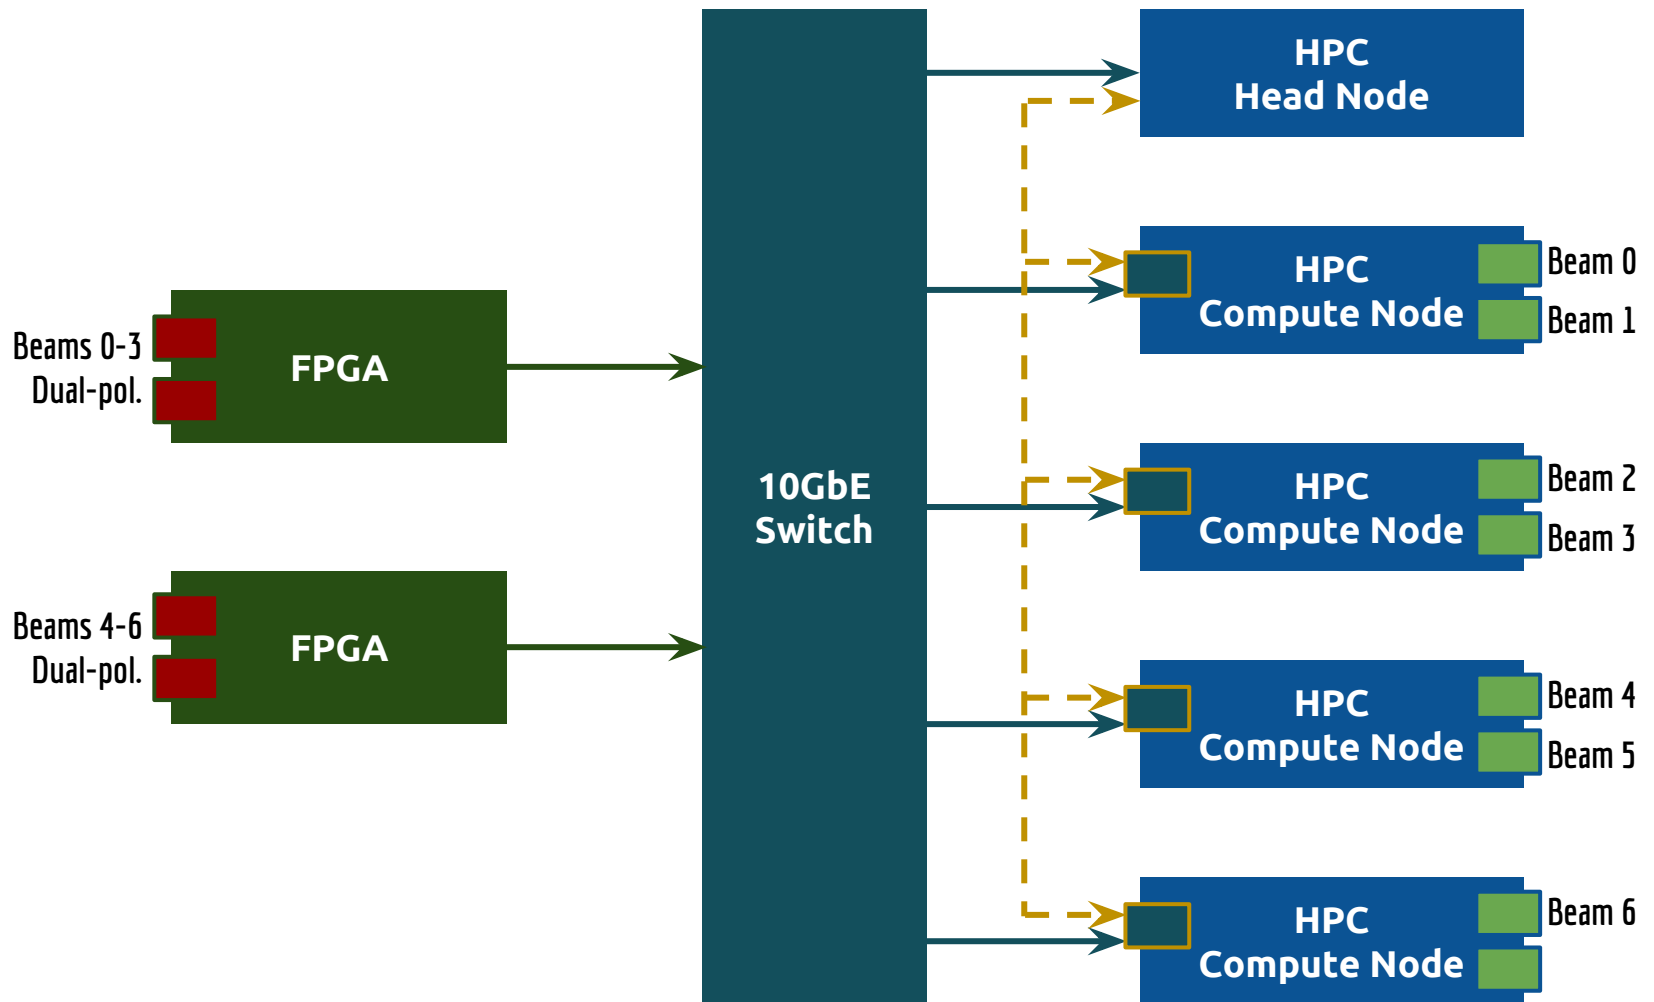 Beams 0-3
Dual-pol.
FPGA
Beams 4-6
Dual-pol.
FPGA
10GbE
Switch
HPC
Head Node
HPC
Compute Node
Beam 0
Beam 1
HPC
Compute Node
Beam 2
Beam 3
HPC
Compute Node
Beam 4
Beam 5
HPC
Compute Node
Beam 6